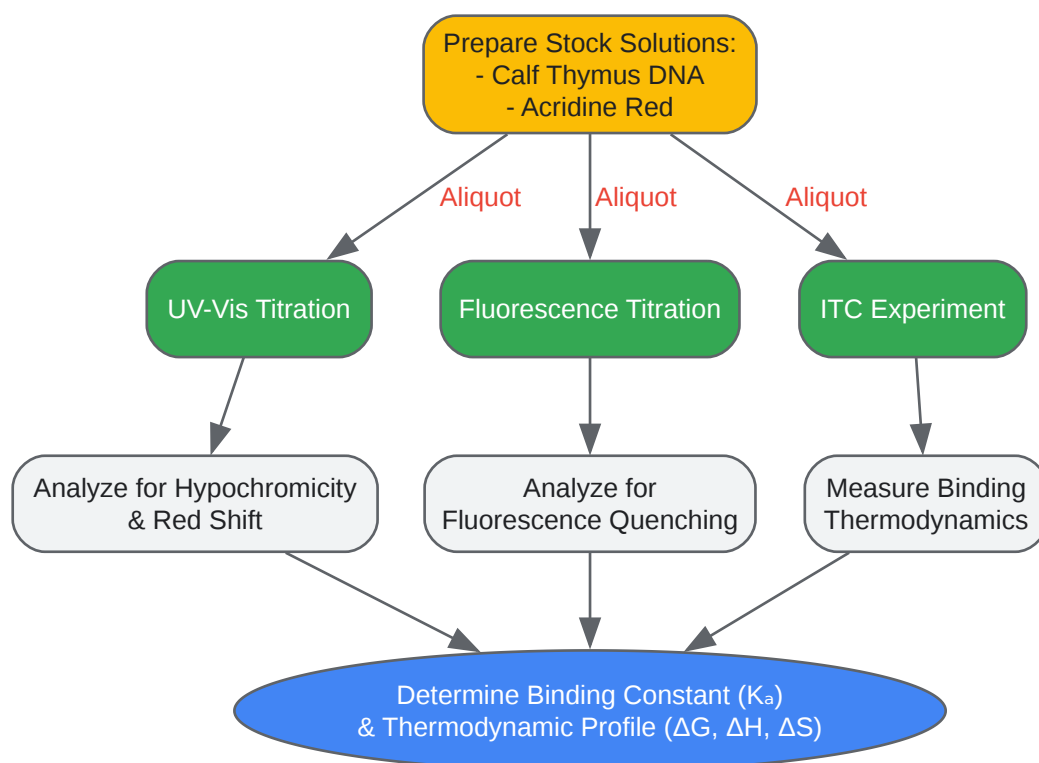 Prepare Stock Solutions:
- Calf Thymus DNA
- Acridine Red
Aliquot
Aliquot
Aliquot
UV-Vis Titration
Fluorescence Titration
ITC Experiment
Analyze for Hypochromicity
& Red Shift
Analyze for
Fluorescence Quenching
Measure Binding
Thermodynamics
Determine Binding Constant (Kₐ)
& Thermodynamic Profile (ΔG, ΔH, ΔS)